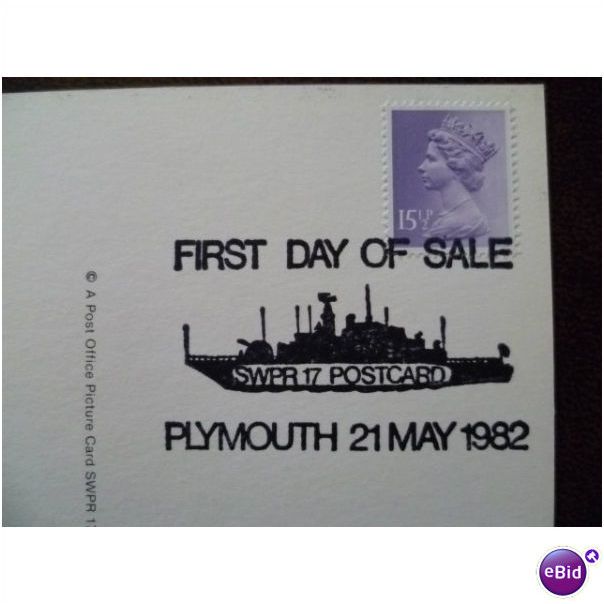 15½P
FIRST DAY OF SALE
SWPR 17 POSTCARD
PLYMOUTH 21 MAY 1982
© A Post Office Picture Card SWPR 17
eBid